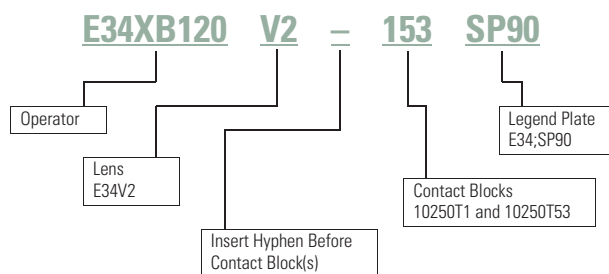 E34XB120 V2 – 153 SP90
Operator
Legend Plate
E34;SP90
Lens
E34V2
Contact Blocks
10250T1 and 10250T53
Insert Hyphen Before
Contact Block(s)